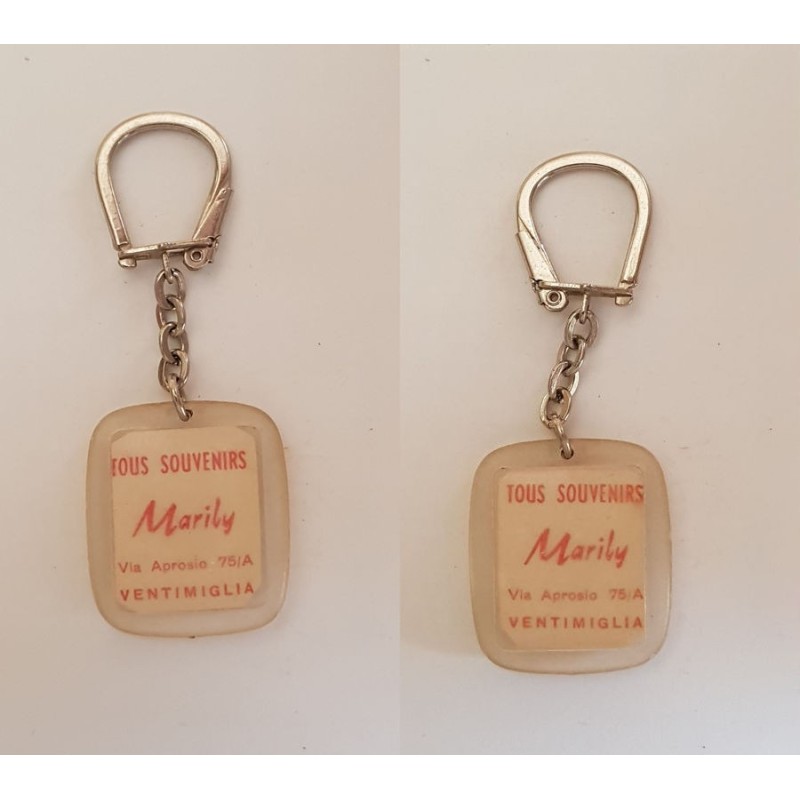 TOUS SOUVENIRS
Marily
Via Aprosio 75/A
VENTIMIGLIA
TOUS SOUVENIRS
Marily
Via Aprosio 75/A
VENTIMIGLIA